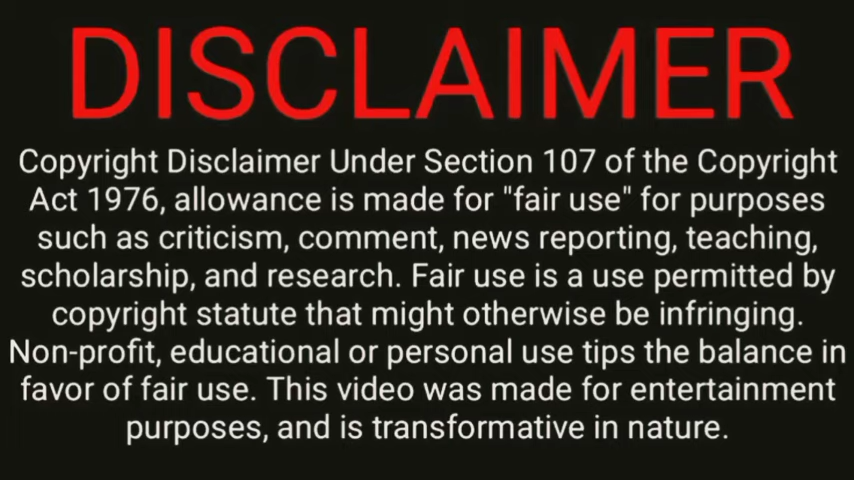 DISCLAIMER
Copyright Disclaimer Under Section 107 of the Copyright
Act 1976, allowance is made for "fair use" for purposes
such as criticism, comment, news reporting, teaching,
scholarship, and research. Fair use is a use permitted by
copyright statute that might otherwise be infringing.
Non-profit, educational or personal use tips the balance in
favor of fair use. This video was made for entertainment
purposes, and is transformative in nature.